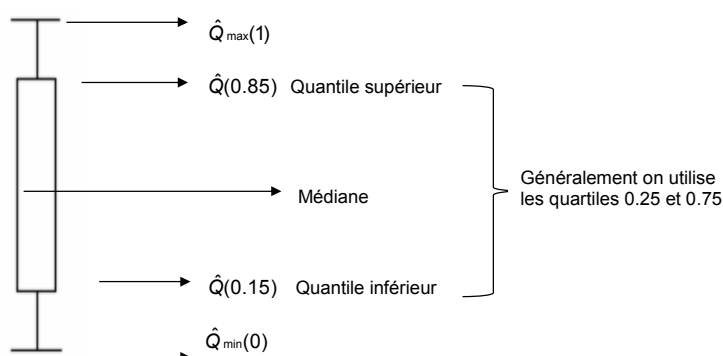 Q̂max(1)
Q̂(0.85) Quantile supérieur
Généralement on utilise
les quartiles 0.25 et 0.75
Médiane
Q̂(0.15) Quantile inférieur
Q̂min(0)